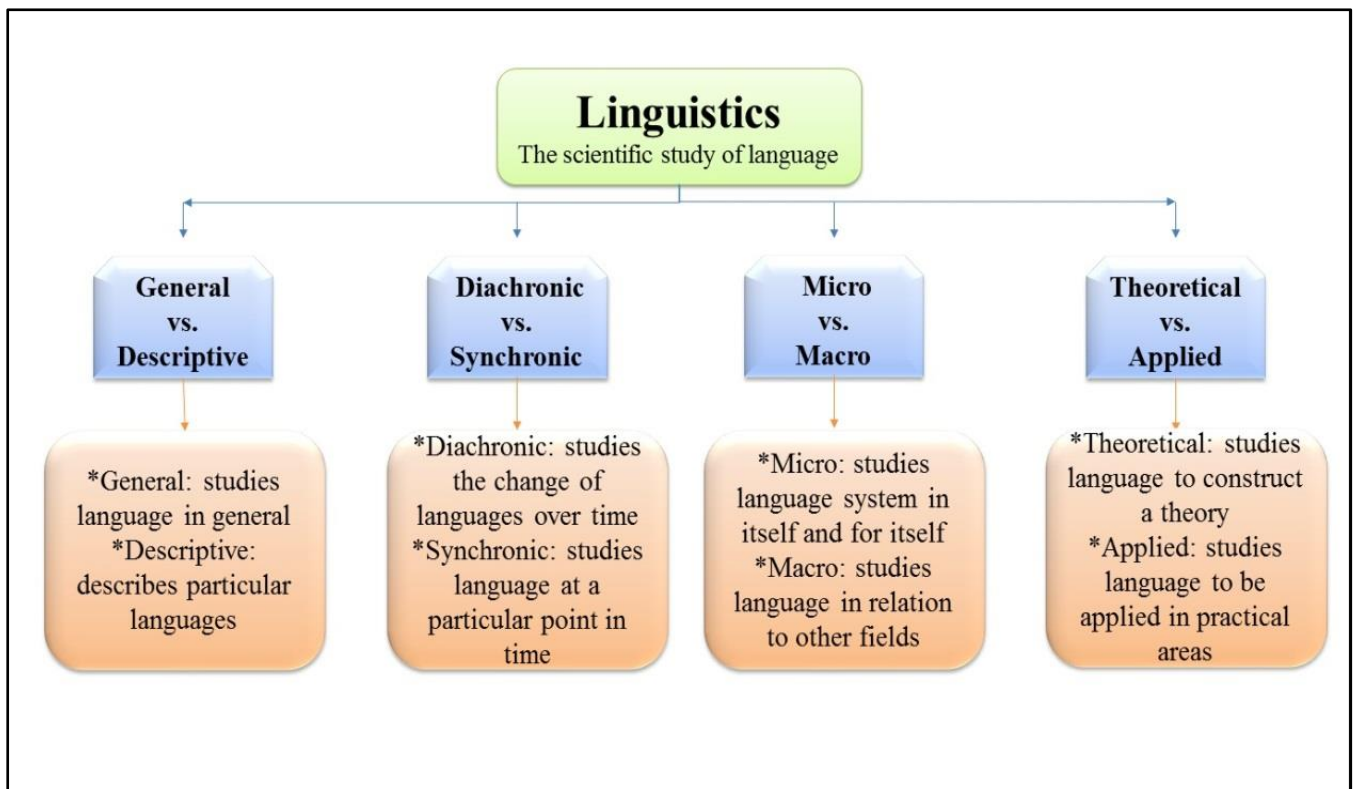 Linguistics
The scientific study of language
General
vs.
Descriptive
Diachronic
vs.
Synchronic
Micro
vs.
Macro
Theoretical
vs.
Applied
*General: studies
language in general
*Descriptive:
describes particular
languages
*Diachronic: studies
the change of
languages over time
*Synchronic: studies
language at a
particular point in
time
*Micro: studies
language system in
itself and for itself
*Macro: studies
language in relation
to other fields
*Theoretical: studies
language to construct
a theory
*Applied: studies
language to be
applied in practical
areas